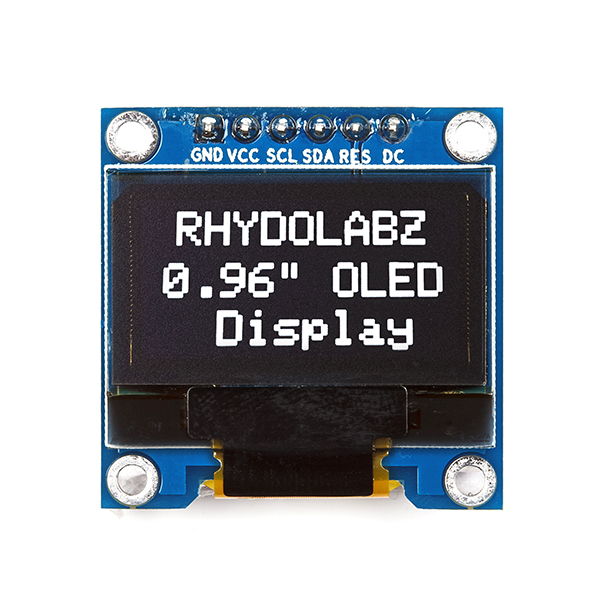 GND VCC SCL SDA RES DC
RHYDOLABZ
0.96" OLED
Display